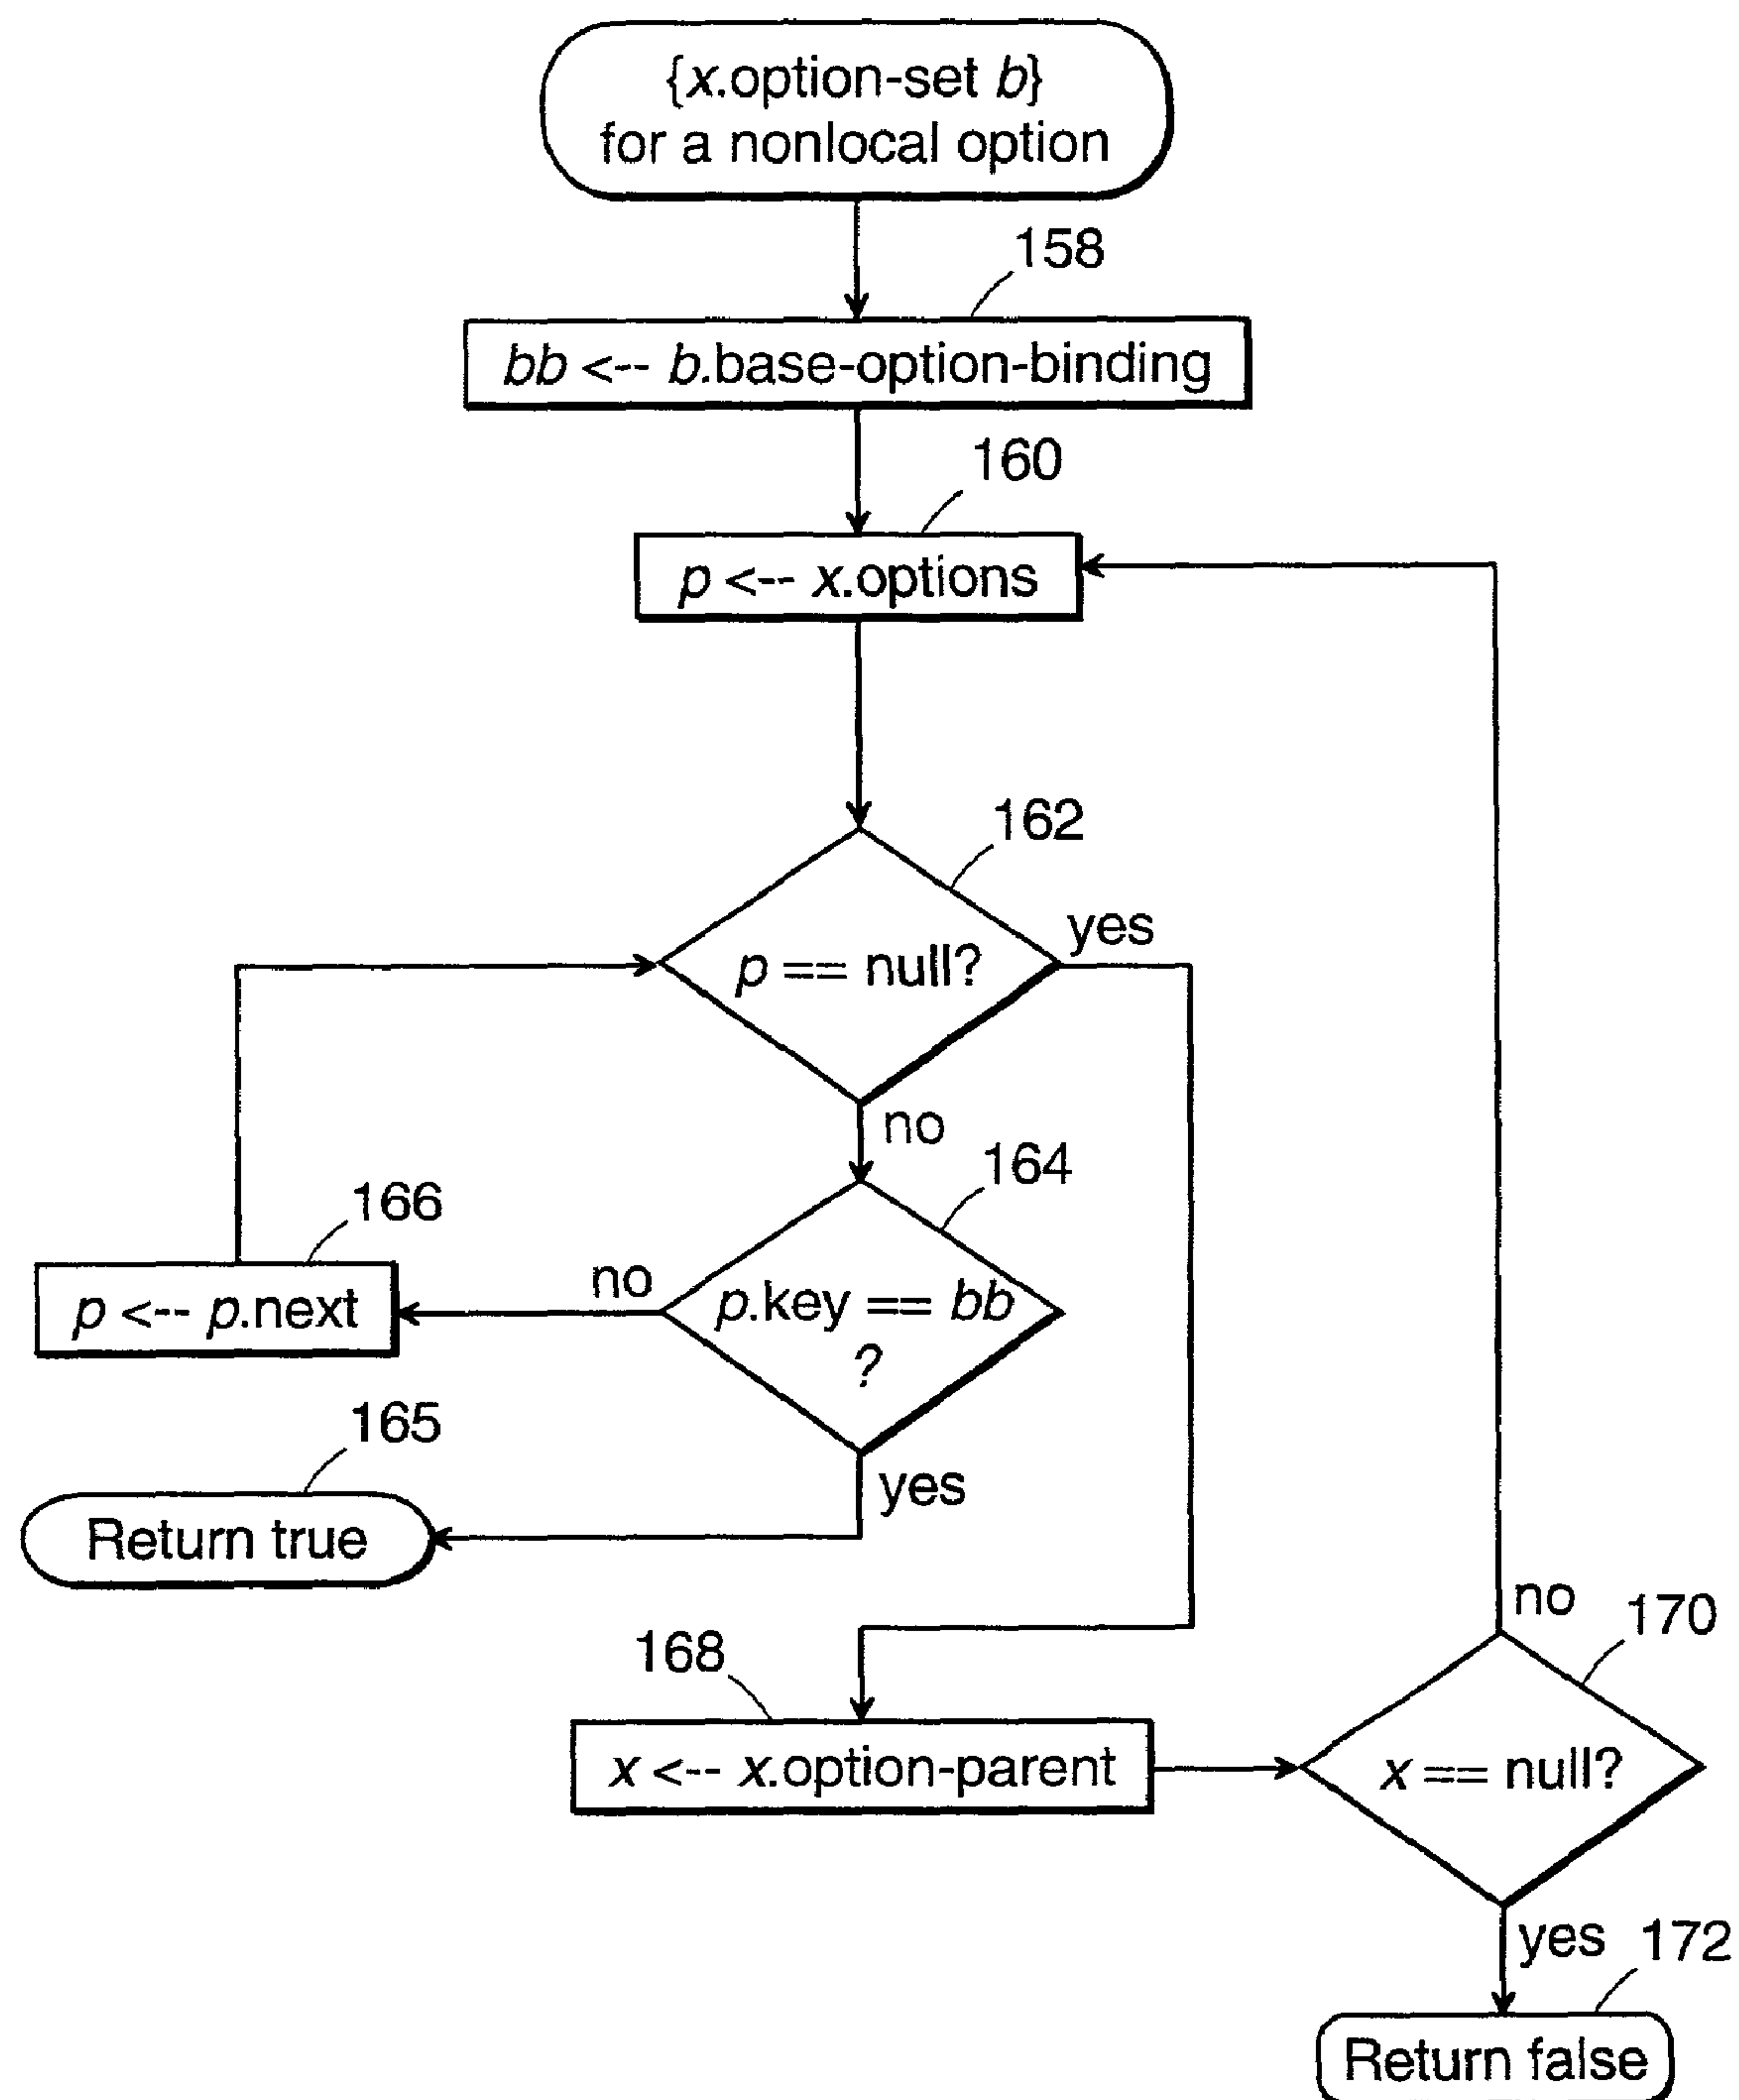 {x.option-set b}
for a nonlocal option
158
bb <-- b.base-option-binding
160
p <-- x.options
162
yes
p == null?
no
164
166
no
p.key == bb
?
p <-- p.next
165
yes
Return true
no
170
168
x <-- x.option-parent
x == null?
yes
172
Return false